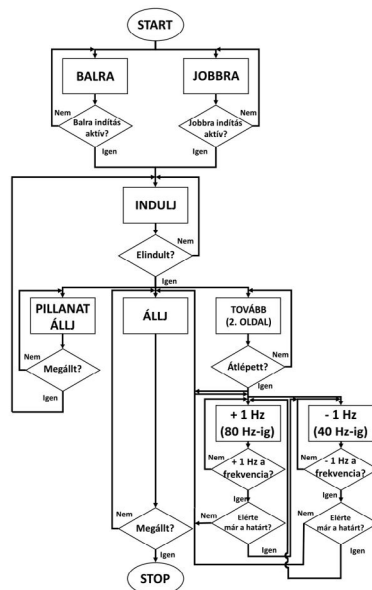 START
BALRA
JOBBRA
Nem
Balra indítás
aktív?
Nem
Jobbra indítás
aktív?
Igen
Igen
INDULJ
Nem
Elindult?
Igen
PILLANAT
ÁLLJ
ÁLLJ
TOVÁBB
(2. OLDAL)
Nem
Megállt?
Igen
Nem
Átlépett?
Igen
+ 1 Hz
(80 Hz-ig)
- 1 Hz
(40 Hz-ig)
Nem
+ 1 Hz a
frekvencia?
Nem
- 1 Hz a
frekvencia?
Igen
Igen
Nem
Megállt?
Igen
Nem
Elérte
már a határt?
Igen
Nem
Elérte
már a határt?
Igen
STOP